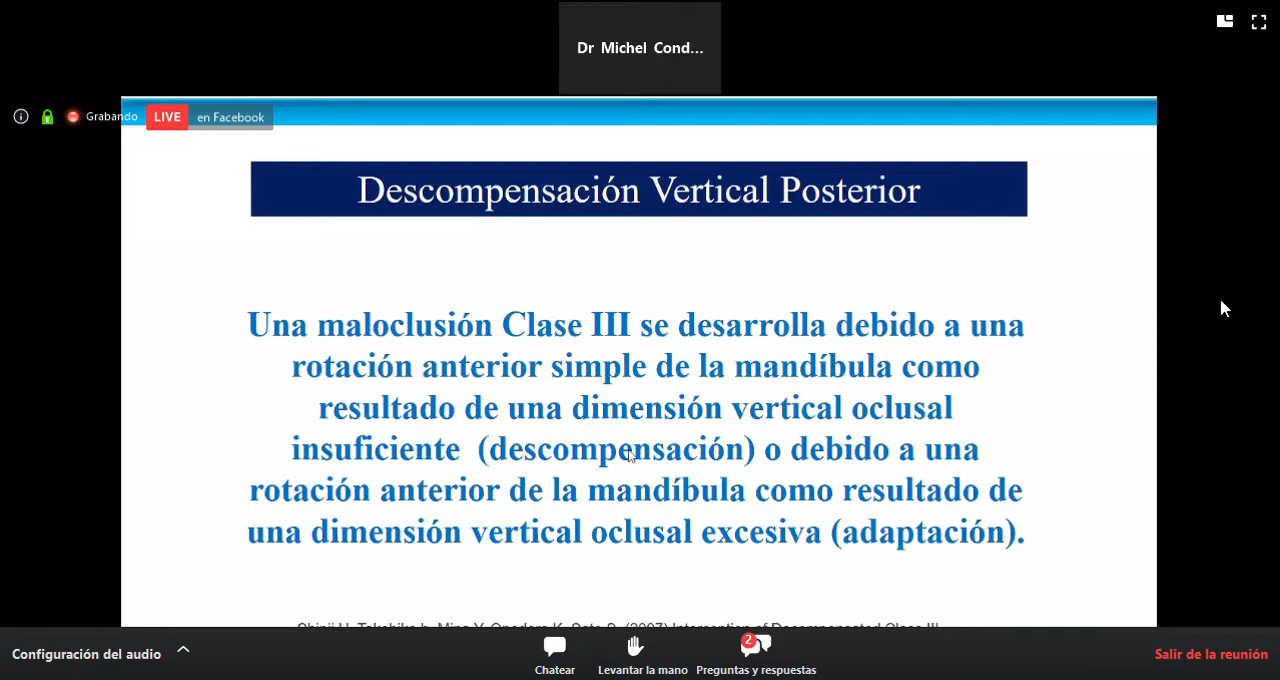 Dr Michel Cond...
Grabando
LIVE en Facebook
Descompensación Vertical Posterior
Una maloclusión Clase III se desarrolla debido a una
rotación anterior simple de la mandíbula como
resultado de una dimensión vertical oclusal
insuficiente (descompensación) o debido a una
rotación anterior de la mandíbula como resultado de
una dimensión vertical oclusal excesiva (adaptación).
Configuración del audio
Chatear
Levantar la mano
2
Preguntas y respuestas
Salir de la reunión